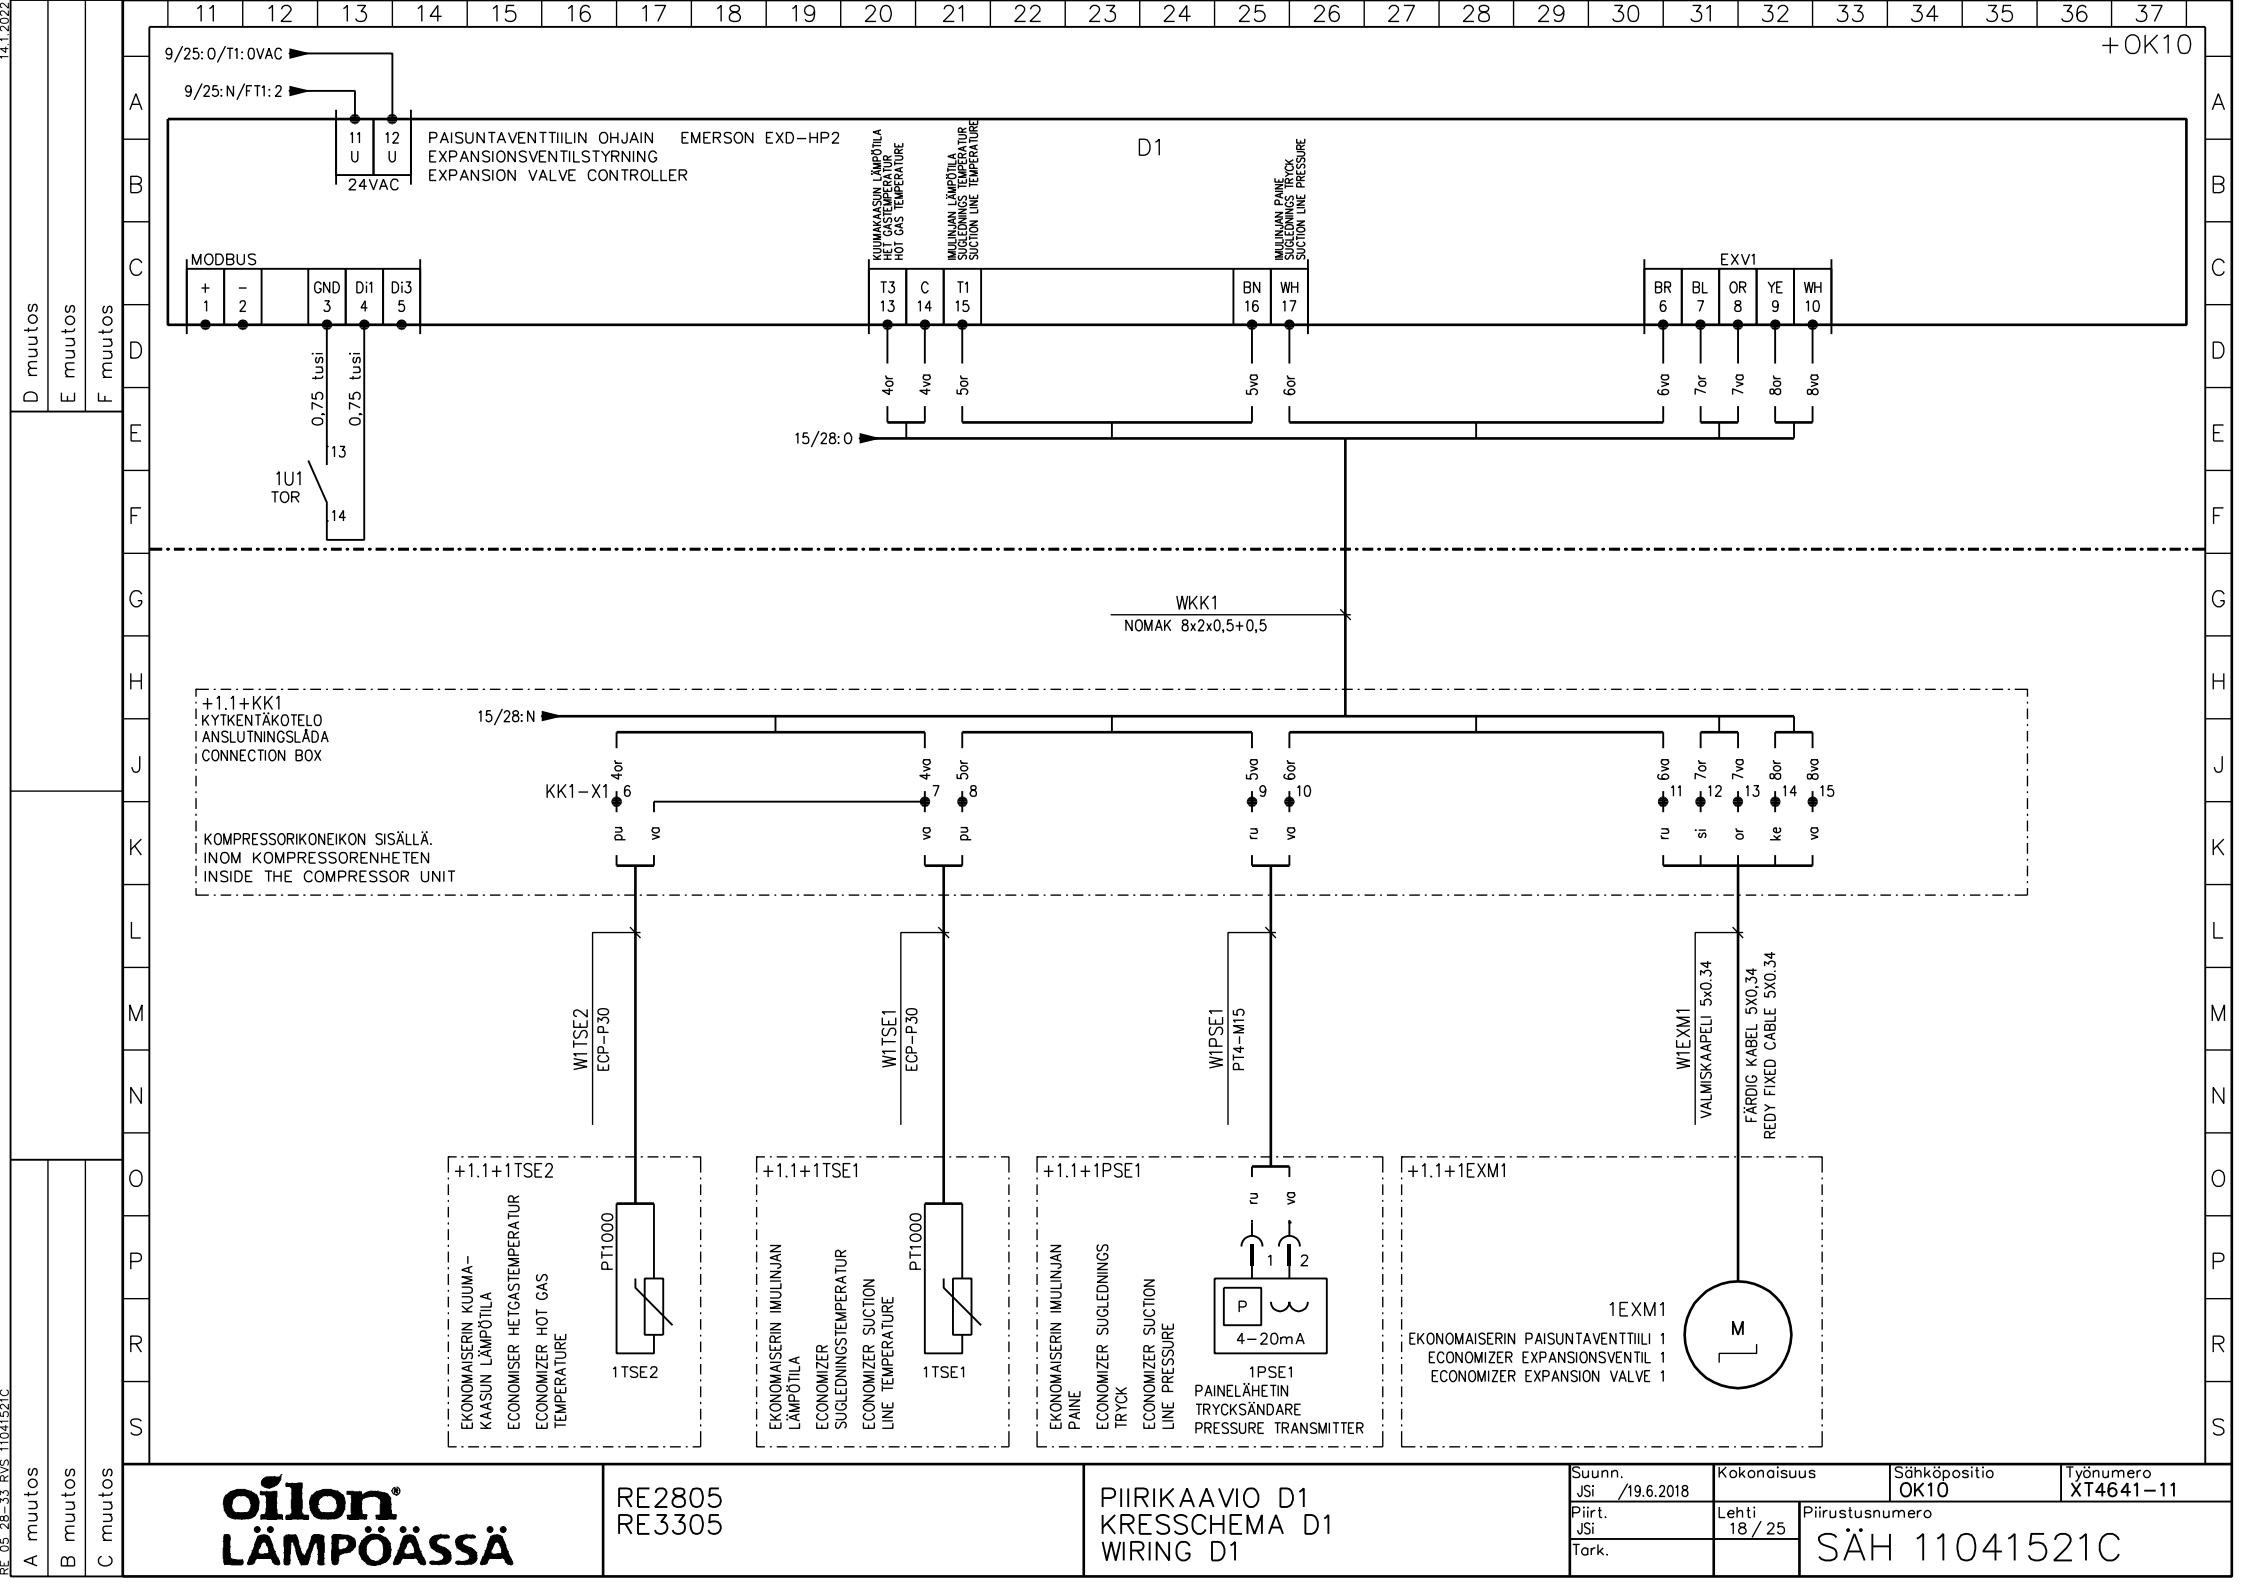 11 12 13 14 15 16 17 18 19 20 21 22 23 24 25 26 27 28 29 30 31 32 33 34 35 36 37
+OK10
14.1.2022
9/25:0/T1:0VAC
9/25:N/FT1:2
A A
B B
C C
D D
E E
F F
G G
H H
J J
K K
L L
M M
N N
O O
P P
R R
S S
11 12
U U
24VAC
PAISUNTAVENTTIILIN OHJAIN EMERSON EXD-HP2
EXPANSIONSVENTILSTYRNING
EXPANSION VALVE CONTROLLER
D1
KUUMAKAASUN LÄMPÖTILA
HET GASTEMPERATUR
HOT GAS TEMPERATURE
IMULINJAN LÄMPÖTILA
SUGLEDNINGS TEMPERATUR
SUCTION LINE TEMPERATURE
IMULINJAN PAINE
SUGLEDNINGS TRYCK
SUCTION LINE PRESSURE
MODBUS
+ - GND Di1 Di3
1 2 3 4 5
T3 C T1 BN WH
13 14 15 16 17
EXV1
BR BL OR YE WH
6 7 8 9 10
0,75 tusi
0,75 tusi
4or 4va 5or 5va 6or 6va 7or 7va 8or 8va
15/28:0
13
1U1
TOR
14
WKK1
NOMAK 8x2x0,5+0,5
+1.1+KK1
KYTKENTÄKOTELO
ANSLUTNINGSLÅDA
CONNECTION BOX
15/28:N
4or 4va 5or 5va 6or 6va 7or 7va 8or 8va
KK1-X1 6 7 8 9 10 11 12 13 14 15
pu va va pu ru va ru si or ke va
KOMPRESSORIKONEIKON SISÄLLÄ.
INOM KOMPRESSORENHETEN
INSIDE THE COMPRESSOR UNIT
W1TSE2
ECP-P30
W1TSE1
ECP-P30
W1PSE1
PT4-M15
W1EXM1
VALMISKAAPELI 5x0.34
FÄRDIG KABEL 5X0,34
REDY FIXED CABLE 5X0.34
+1.1+1TSE2
EKONOMAISERIN KUUMA-
KAASUN LÄMPÖTILA
ECONOMISER HETGASTEMPERATUR
ECONOMIZER HOT GAS
TEMPERATURE
PT1000
1TSE2
+1.1+1TSE1
EKONOMAISERIN IMULINJAN
LÄMPÖTILA
ECONOMIZER
SUGLEDNINGSTEMPERATUR
ECONOMIZER SUCTION
LINE TEMPERATURE
PT1000
1TSE1
+1.1+1PSE1
EKONOMAISERIN IMULINJAN
PAINE
ECONOMIZER SUGLEDNINGS
TRYCK
ECONOMIZER SUCTION
LINE PRESSURE
ru va
1 2
P
4-20mA
1PSE1
PAINELÄHETIN
TRYCKSÄNDARE
PRESSURE TRANSMITTER
+1.1+1EXM1
1EXM1
EKONOMAISERIN PAISUNTAVENTTIILI 1
ECONOMIZER EXPANSIONSVENTIL 1
ECONOMIZER EXPANSION VALVE 1
M
D muutos
E muutos
F muutos
A muutos
B muutos
C muutos
RE 05 28-33 RVS 11041521C
oilon®
LÄMPÖÄSSÄ
RE2805
RE3305
PIIRIKAAVIO D1
KRESSCHEMA D1
WIRING D1
Suunn.
JSi /19.6.2018
Piirt.
JSi
Tark.
Kokonaisuus
Lehti
18/25
Sähköpositio
OK10
Työnumero
XT4641-11
Piirustusnumero
SÄH 11041521C